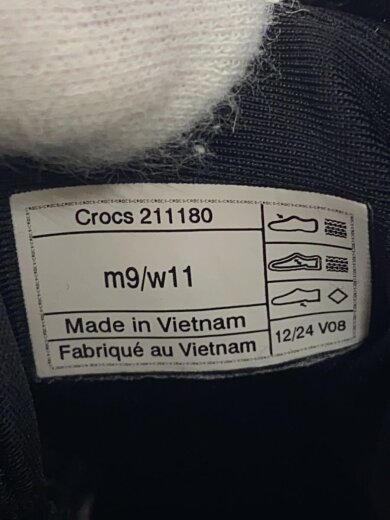 Crocs 211180
m9/w11
Made in Vietnam
Fabriqué au Vietnam
12/24 V08